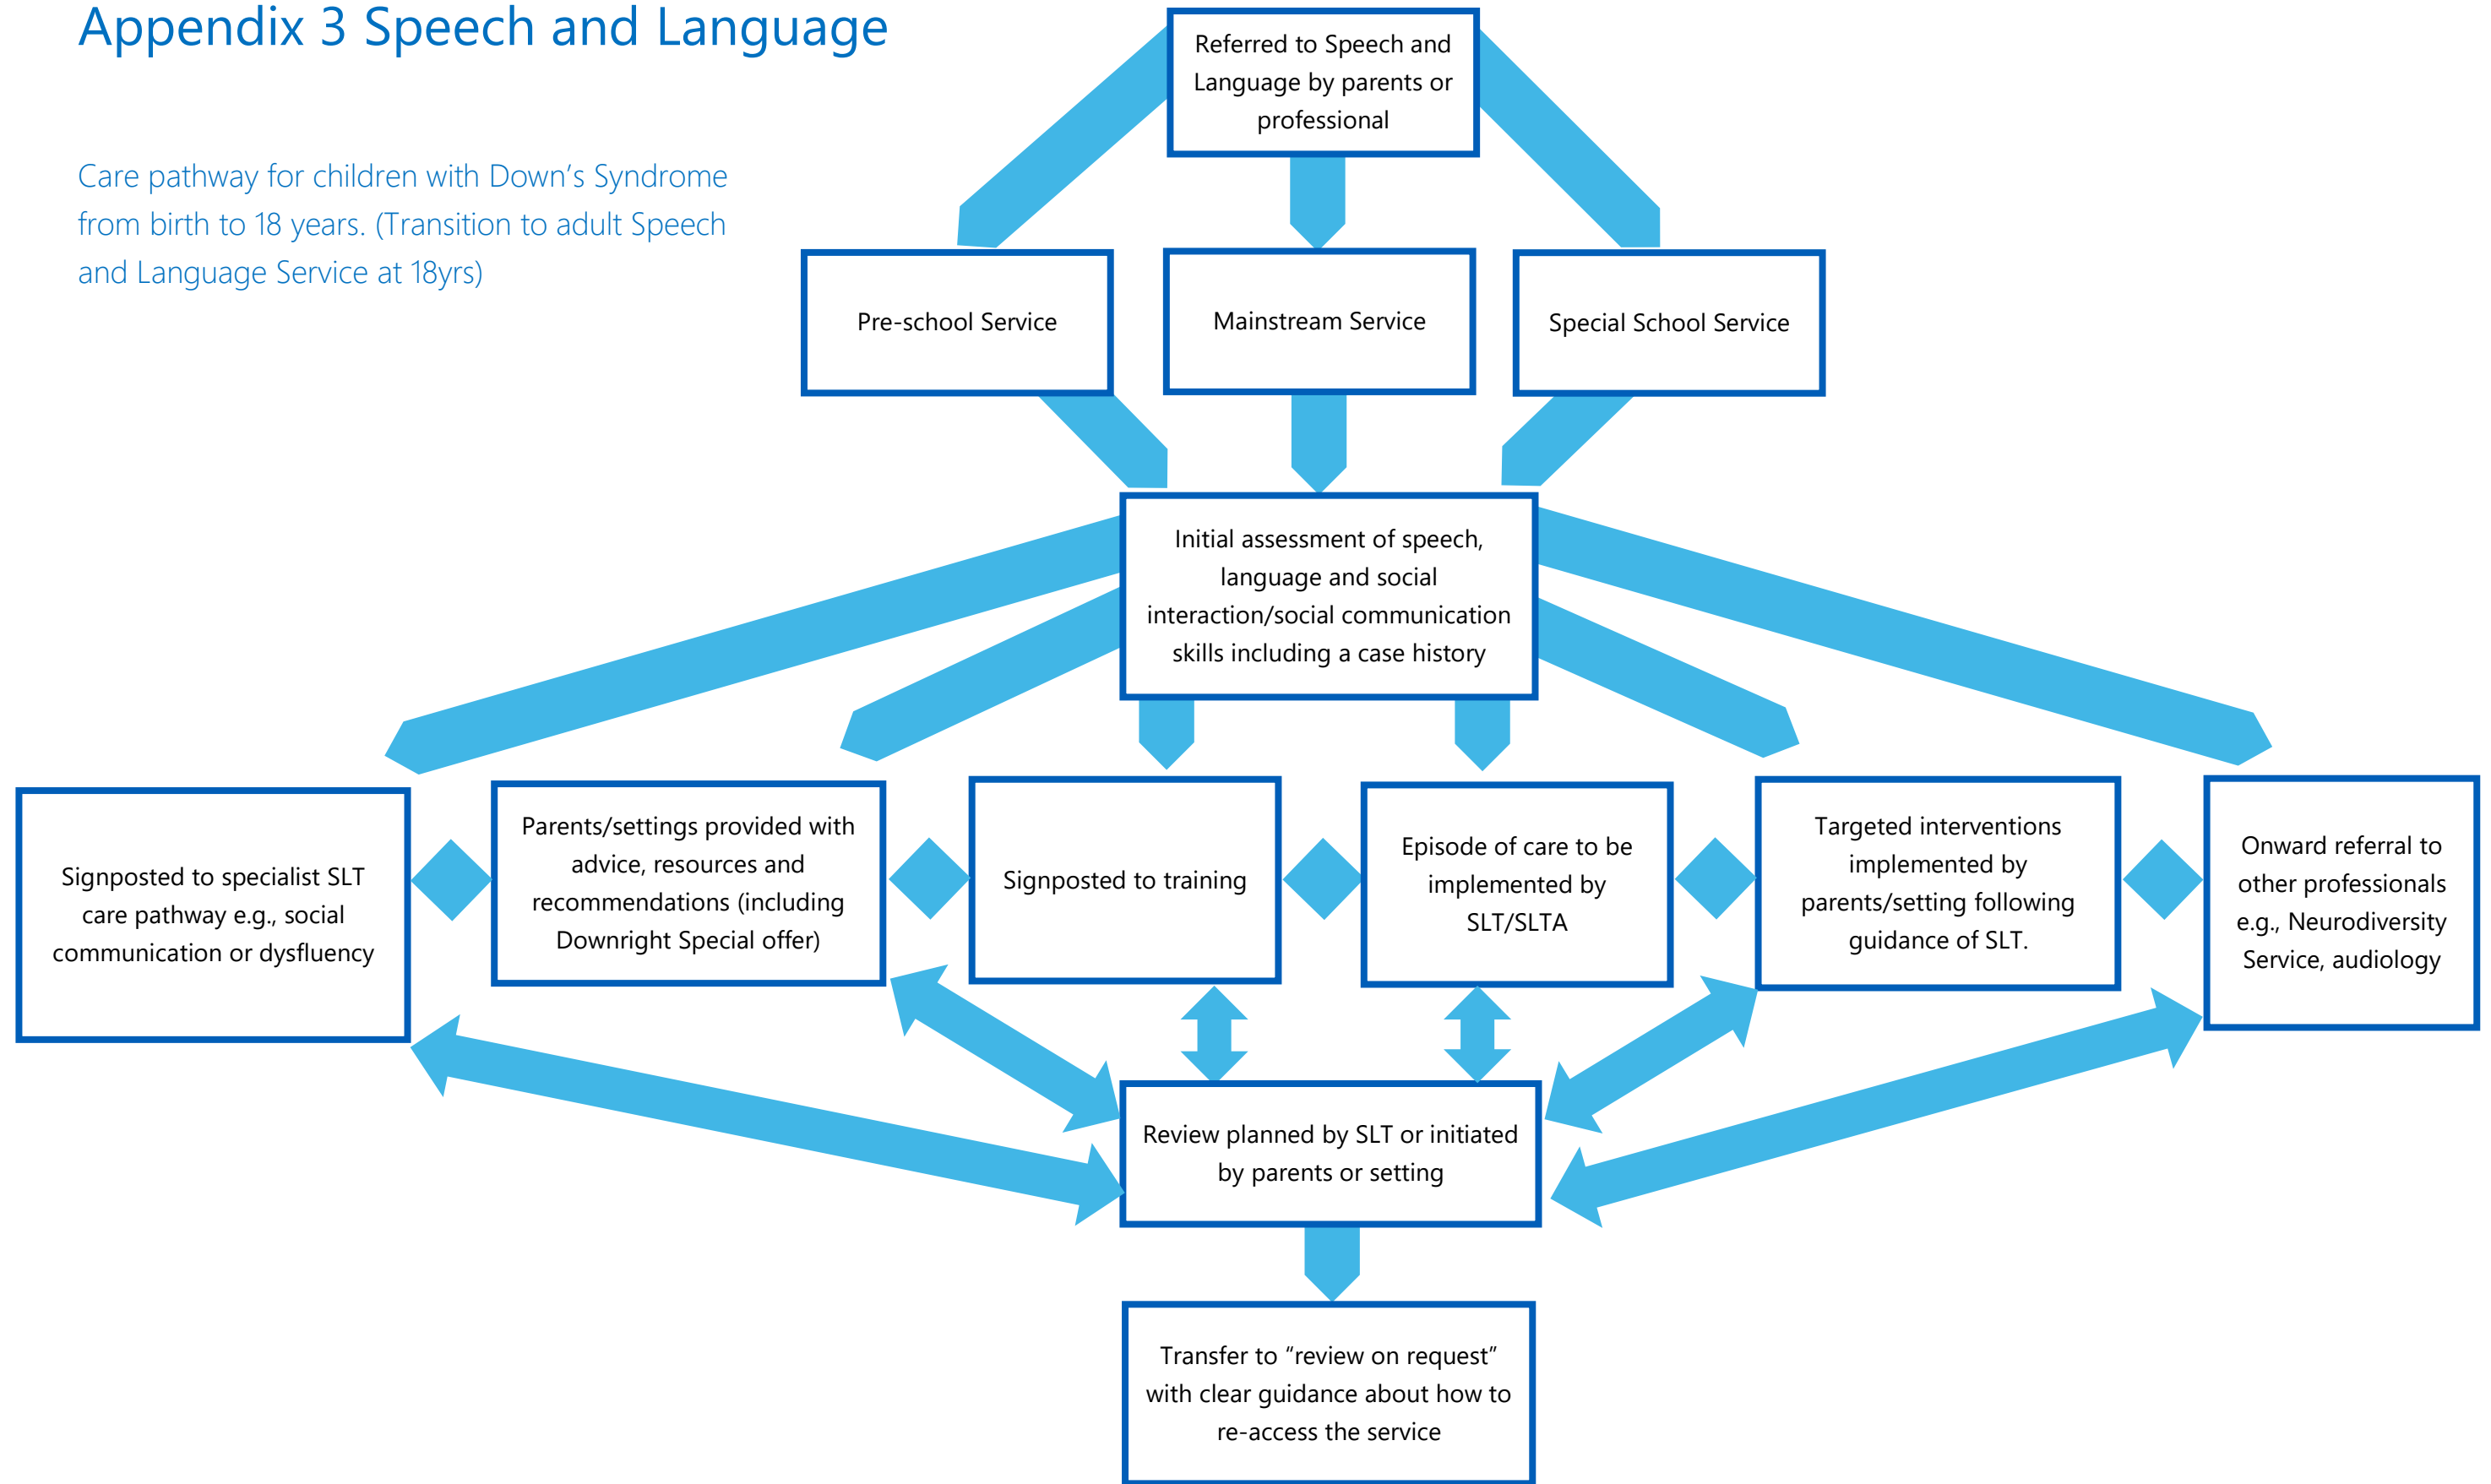 Appendix 3 Speech and Language
Care pathway for children with Down’s Syndrome
from birth to 18 years. (Transition to adult Speech
and Language Service at 18yrs)
Referred to Speech and
Language by parents or
professional
Pre-school Service
Mainstream Service
Special School Service
Initial assessment of speech,
language and social
interaction/social communication
skills including a case history
Signposted to specialist SLT
care pathway e.g., social
communication or dysfluency
Parents/settings provided with
advice, resources and
recommendations (including
Downright Special offer)
Signposted to training
Episode of care to be
implemented by
SLT/SLTA
Targeted interventions
implemented by
parents/setting following
guidance of SLT.
Onward referral to
other professionals
e.g., Neurodiversity
Service, audiology
Review planned by SLT or initiated
by parents or setting
Transfer to “review on request”
with clear guidance about how to
re-access the service